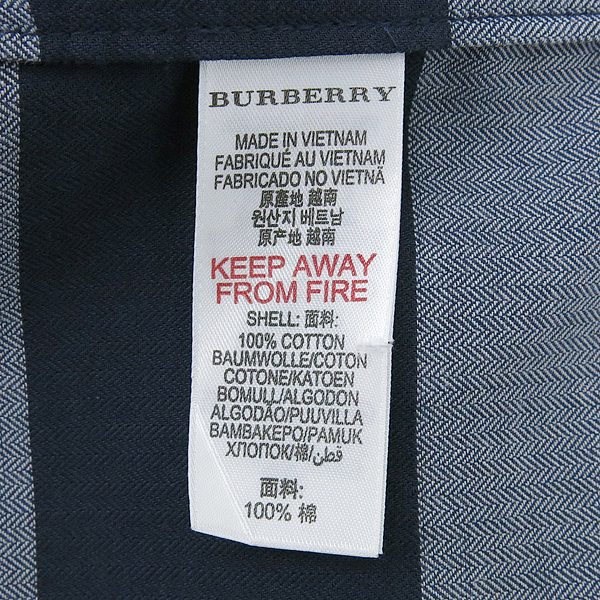 BURBERRY
MADE IN VIETNAM
FABRIQUÉ AU VIETNAM
FABRICADO NO VIETNÃ
原產地 越南
원산지 베트남
原产地 越南
KEEP AWAY
FROM FIRE
SHELL: 面料:
100% COTTON
BAUMWOLLE/COTON
COTONE/KATOEN
BOMULL/ALGODON
ALGODÃO/PUUVILLA
BAMBAKEPO/PAMUK
ХЛОПОК/棉/قطن
面料:
100% 棉